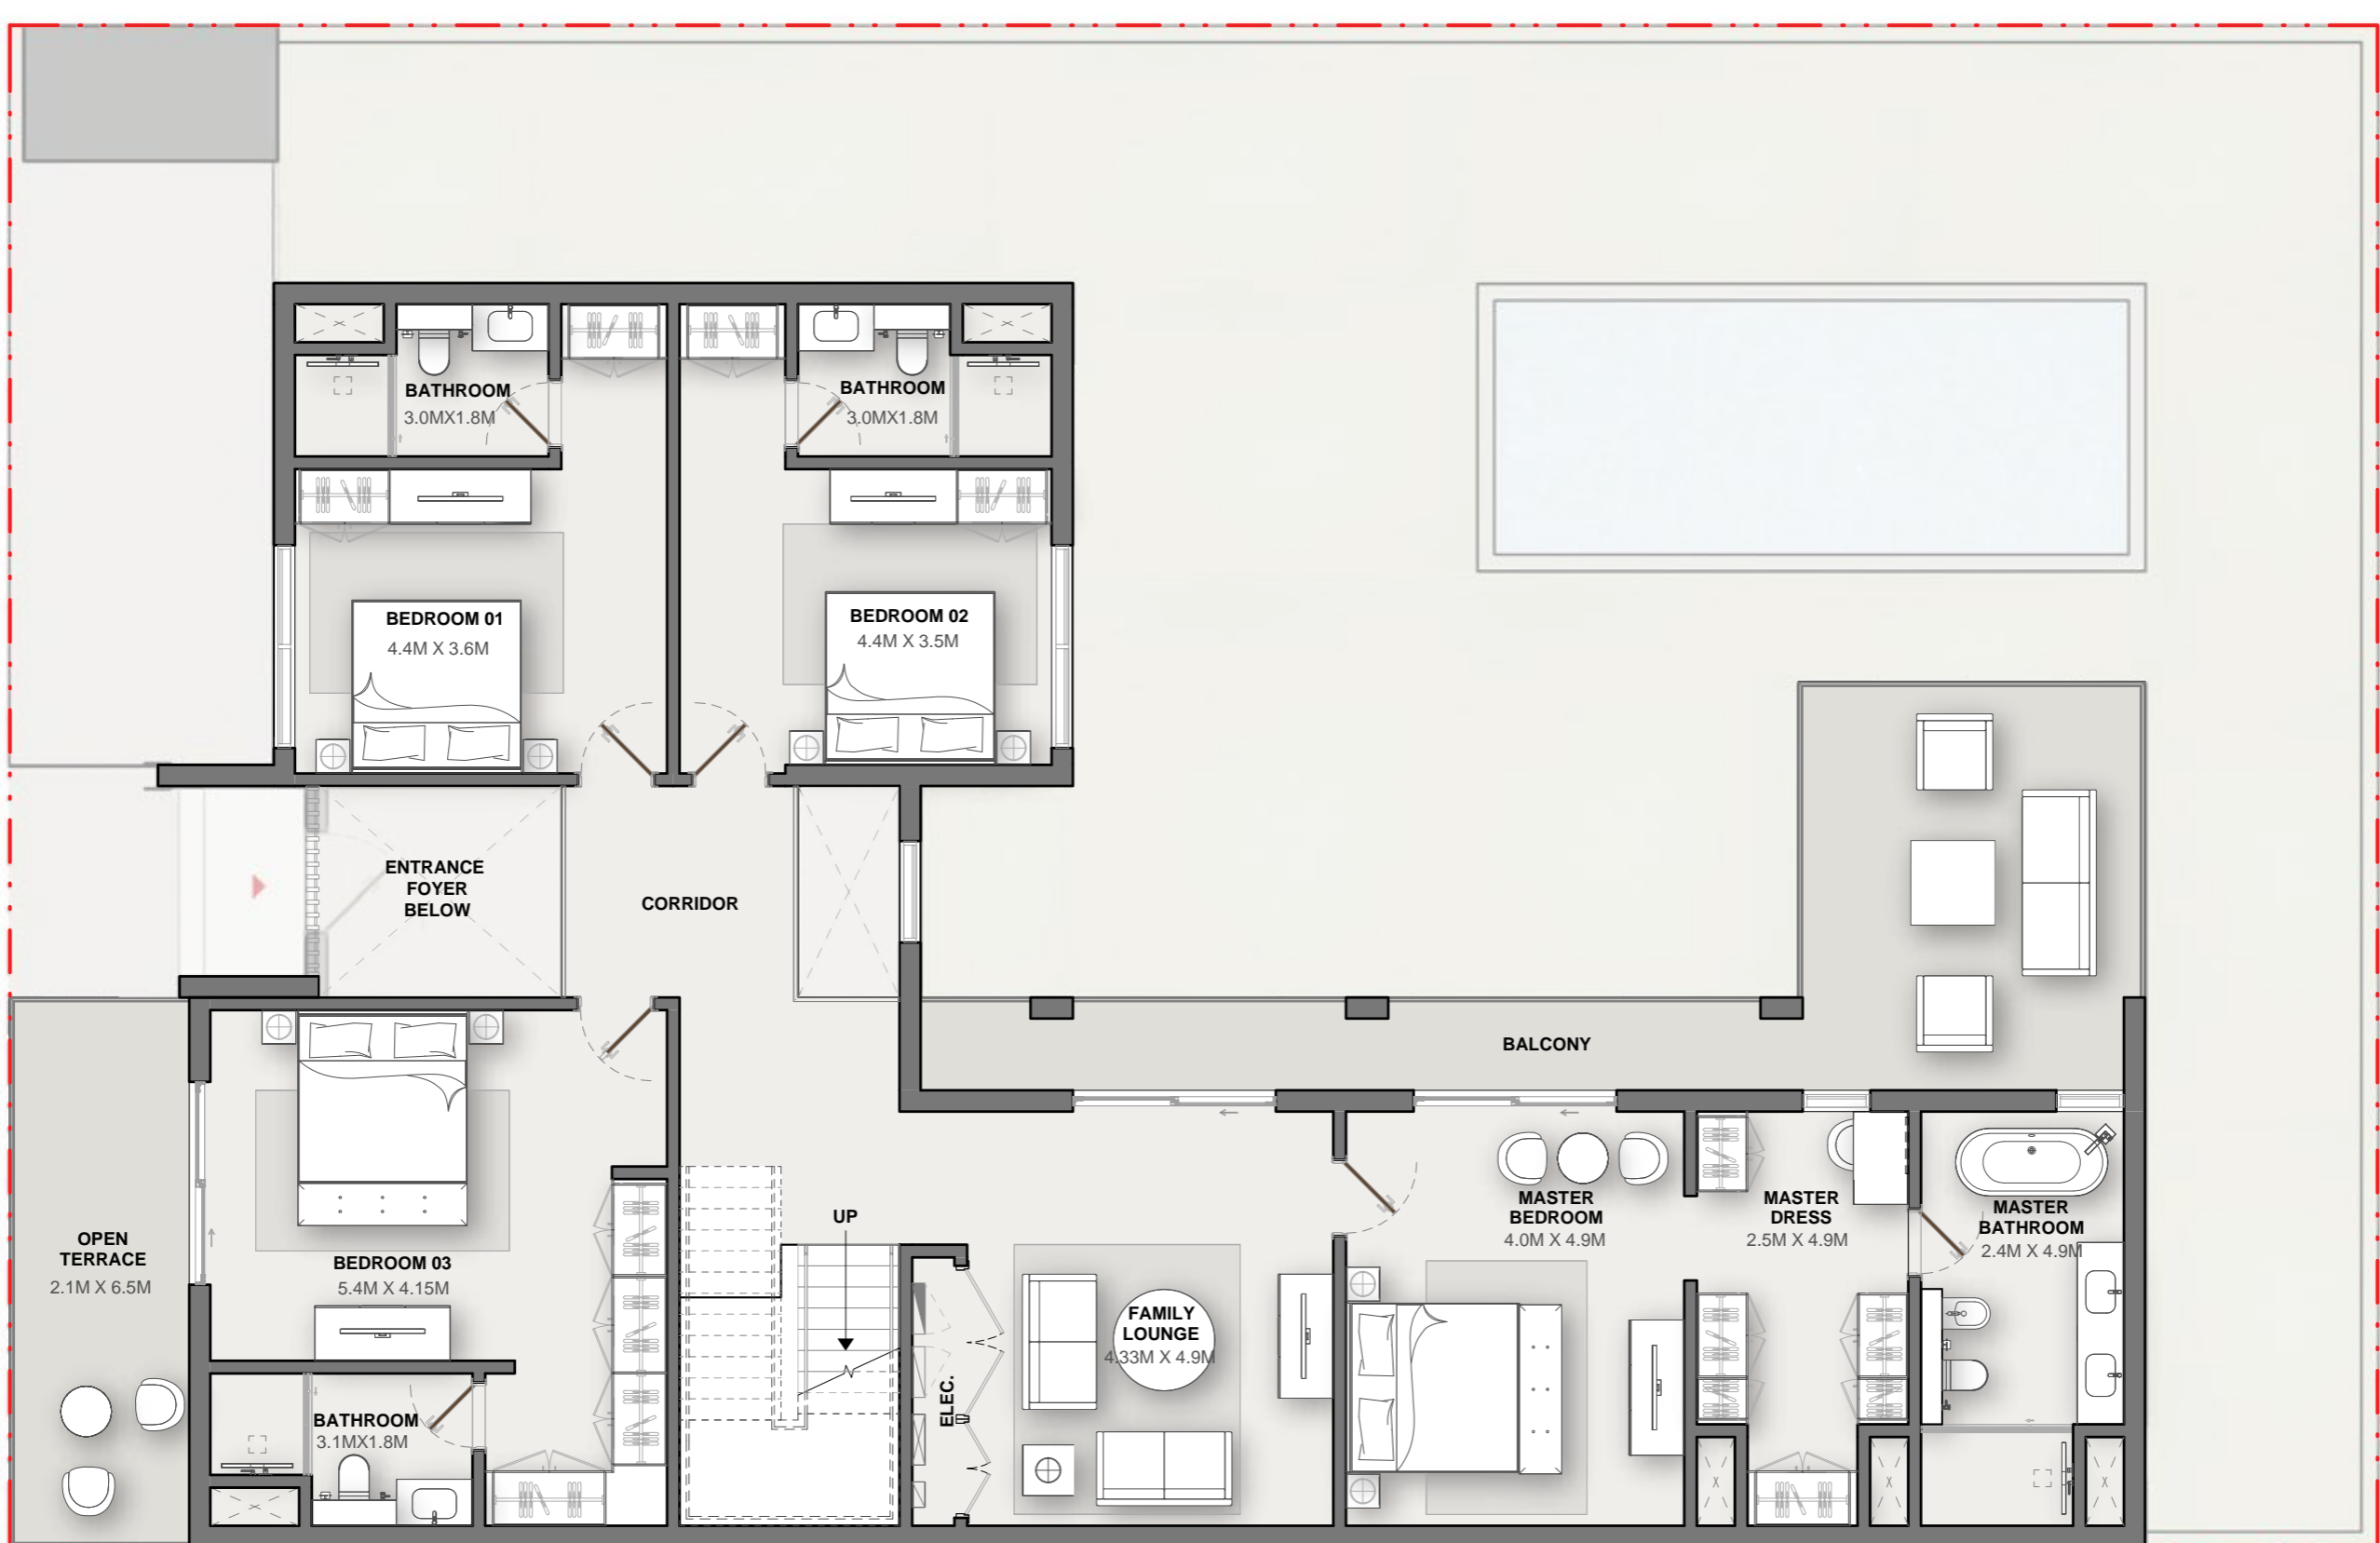 BATHROOM
3.0MX1.8M
BATHROOM
3.0MX1.8M
BEDROOM 01
4.4M X 3.6M
BEDROOM 02
4.4M X 3.5M
ENTRANCE
FOYER
BELOW
CORRIDOR
BALCONY
OPEN
TERRACE
2.1M X 6.5M
BEDROOM 03
5.4M X 4.15M
BATHROOM
3.1MX1.8M
UP
ELEC.
FAMILY
LOUNGE
4.33M X 4.9M
MASTER
BEDROOM
4.0M X 4.9M
MASTER
DRESS
2.5M X 4.9M
MASTER
BATHROOM
2.4M X 4.9M